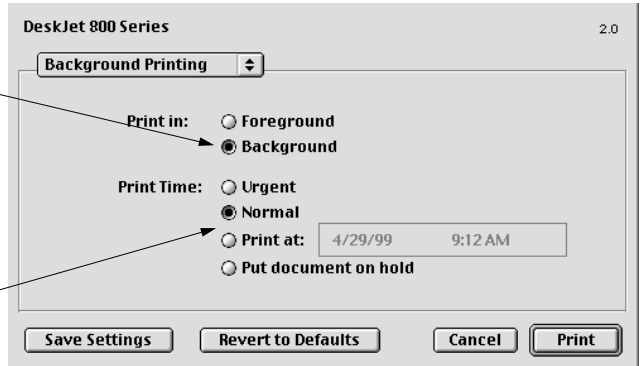 DeskJet 800 Series 2.0
Background Printing
Print in: Foreground
Background
Print Time: Urgent
Normal
Print at: 4/29/99 9:12 AM
Put document on hold
Save Settings Revert to Defaults Cancel Print